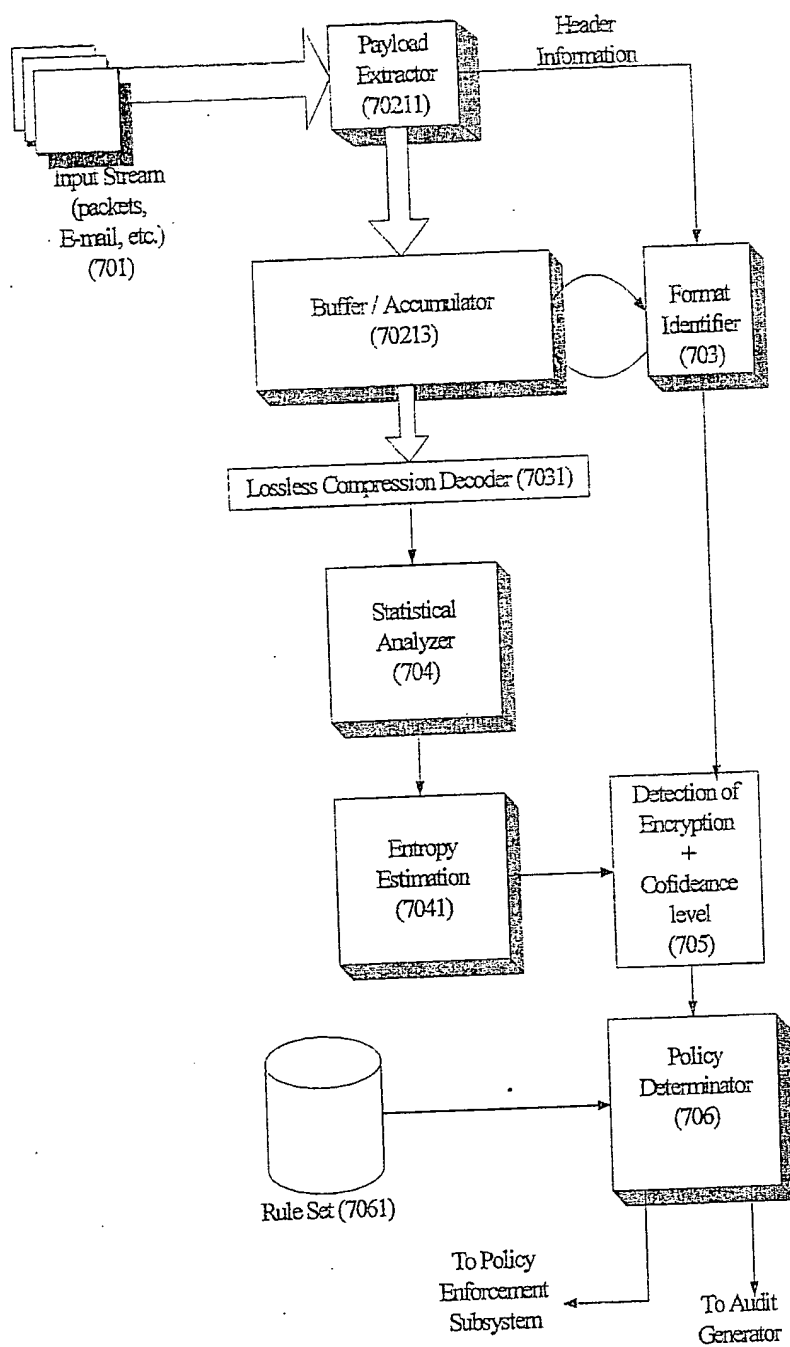 Payload
Extractor
(70211)
Header
Information
Input Stream
(packets,
E-mail, etc.)
(701)
Buffer / Accumulator
(70213)
Format
Identifier
(703)
Lossless Compression Decoder (7031)
Statistical
Analyzer
(704)
Entropy
Estimation
(7041)
Detection of
Encryption
+
Cofideance
level
(705)
Policy
Determinator
(706)
Rule Set (7061)
To Policy
Enforcement
Subsystem
To Audit
Generator